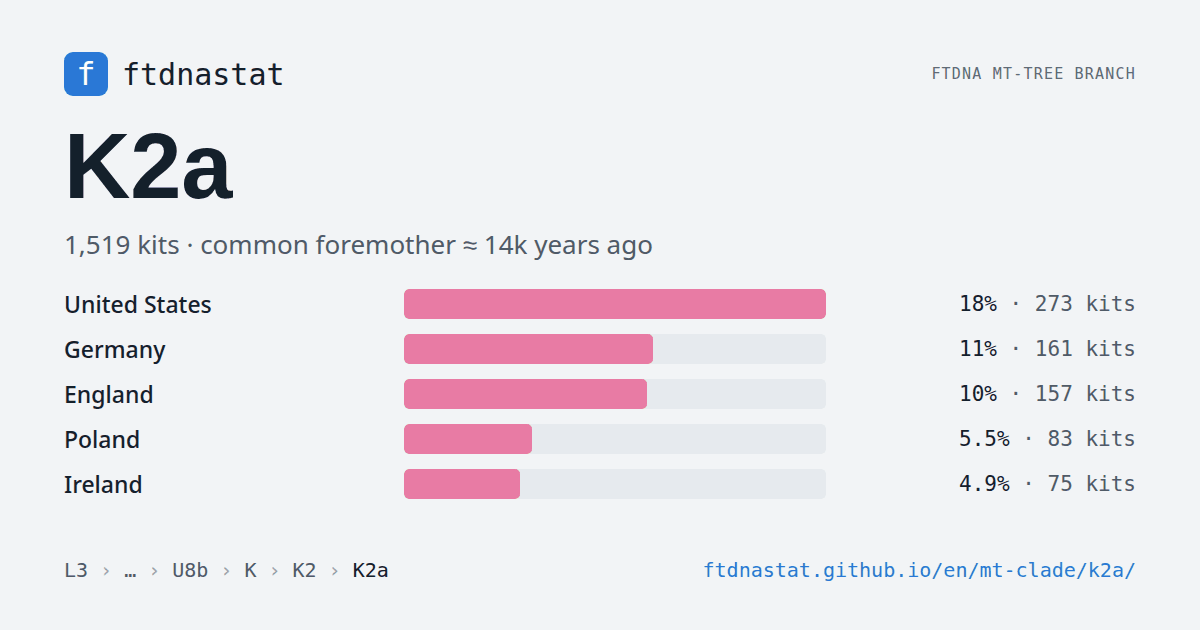 f ftdnastat
FTDNA MT-TREE BRANCH
K2a
1,519 kits · common foremother ≈ 14k years ago
United States 18% · 273 kits
Germany 11% · 161 kits
England 10% · 157 kits
Poland 5.5% · 83 kits
Ireland 4.9% · 75 kits
L3 › … › U8b › K › K2 › K2a
ftdnastat.github.io/en/mt-clade/k2a/